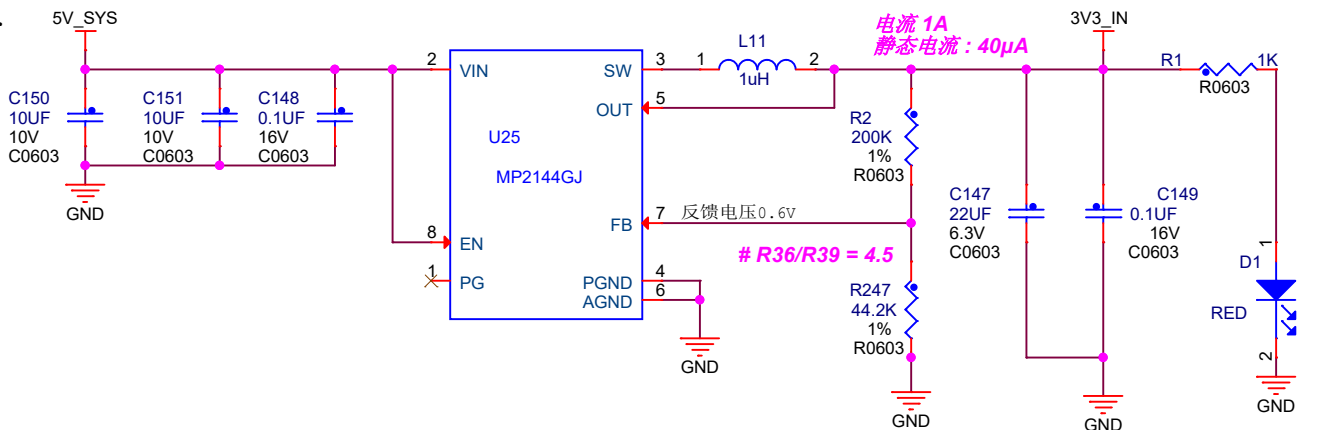 5V_SYS
C150
10UF
10V
C0603
C151
10UF
10V
C0603
C148
0.1UF
16V
C0603
GND
2
VIN
8
EN
1
PG
U25
MP2144GJ
SW
3
OUT
5
FB
7
PGND
4
AGND
6
GND
1
L11
2
1uH
电流 1A
静态电流 : 40μA
反馈电压0.6V
# R36/R39 = 4.5
R2
200K
1%
R0603
R247
44.2K
1%
R0603
GND
3V3_IN
C147
22UF
6.3V
C0603
C149
0.1UF
16V
C0603
GND
R1
1K
R0603
1
D1
RED
2
GND